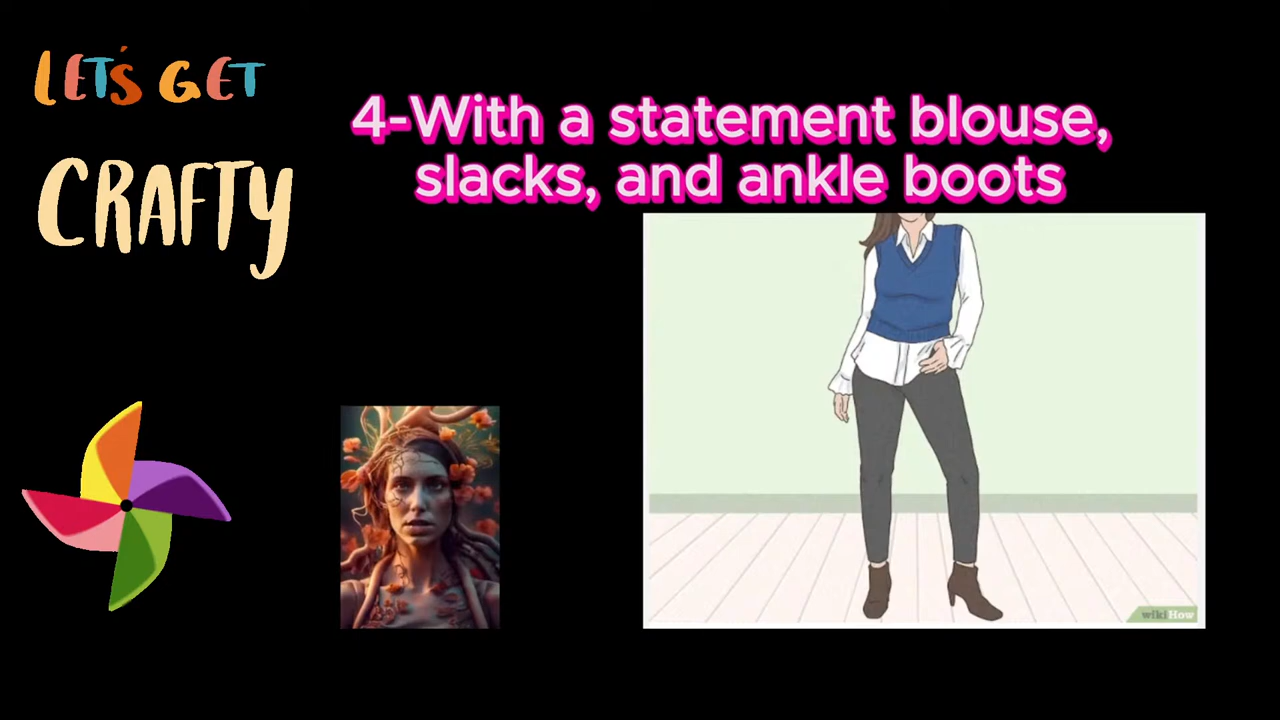 LET'S GET
CRAFTY
4-With a statement blouse,
slacks, and ankle boots
wikiHow